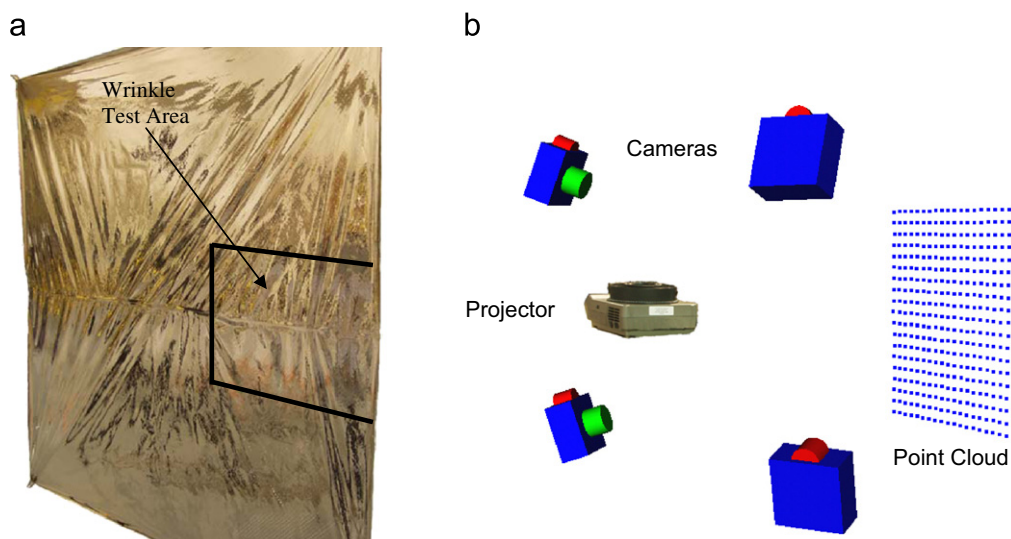 a
b
Wrinkle
Test Area
Cameras
Projector
Point Cloud